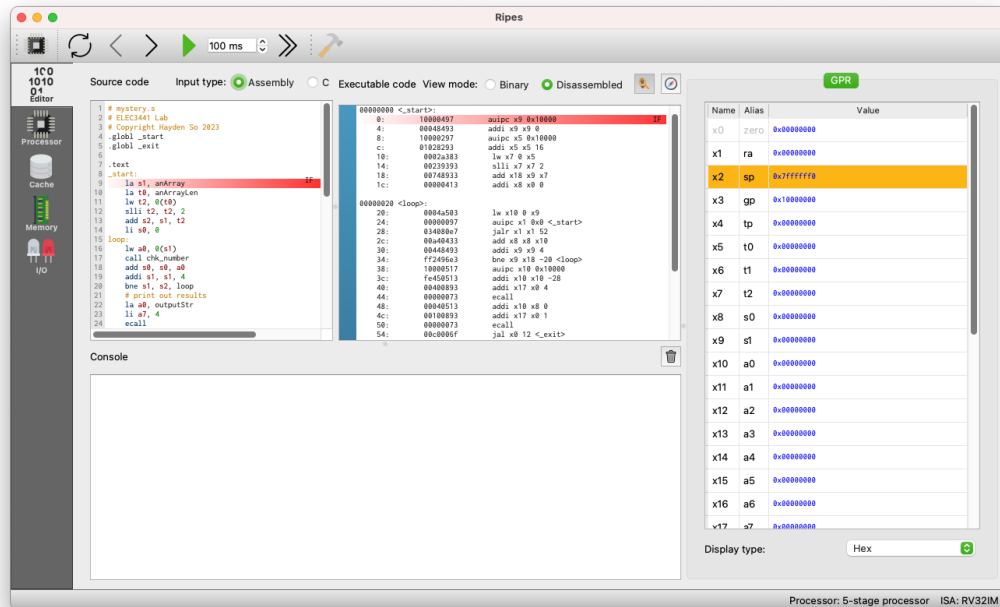 Ripes
100 ms
Editor
Processor
Cache
Memory
I/O
Source code Input type: Assembly C Executable code View mode: Binary Disassembled
1 # mystery.s
2 # ELEC3441 Lab
3 # Copyright Hayden So 2023
4 .globl _start
5 .globl _exit
6
7 .text
8 _start:
9 la s1, anArray IF
10 la t0, anArrayLen
11 lw t2, 0(t0)
12 slli t2, t2, 2
13 add s2, s1, t2
14 li s0, 0
15 loop:
16 lw a0, 0(s1)
17 call chk_number
18 add s0, s0, a0
19 addi s1, s1, 4
20 bne s1, s2, loop
21 # print out results
22 la a0, outputStr
23 li a7, 4
24 ecall
00000000 <_start>:
0: 10000497 auipc x9 0x10000 IF
4: 00048493 addi x9 x9 0
8: 10000297 auipc x5 0x10000
c: 01028293 addi x5 x5 16
10: 0002a383 lw x7 0 x5
14: 00239393 slli x7 x7 2
18: 00748933 add x18 x9 x7
1c: 00000413 addi x8 x0 0
00000020 <loop>:
20: 0004a503 lw x10 0 x9
24: 00000097 auipc x1 0x0 <_start>
28: 034080e7 jalr x1 x1 52
2c: 00a40433 add x8 x8 x10
30: 00448493 addi x9 x9 4
34: ff2496e3 bne x9 x18 -20 <loop>
38: 10000517 auipc x10 0x10000
3c: fe450513 addi x10 x10 -28
40: 00400893 addi x17 x0 4
44: 00000073 ecall
48: 00040513 addi x10 x8 0
4c: 00100893 addi x17 x0 1
50: 00000073 ecall
54: 00c0006f jal x0 12 <_exit>
Console
GPR
Name Alias Value
x0 zero 0x00000000
x1 ra 0x00000000
x2 sp 0x7ffffff0
x3 gp 0x10000000
x4 tp 0x00000000
x5 t0 0x00000000
x6 t1 0x00000000
x7 t2 0x00000000
x8 s0 0x00000000
x9 s1 0x00000000
x10 a0 0x00000000
x11 a1 0x00000000
x12 a2 0x00000000
x13 a3 0x00000000
x14 a4 0x00000000
x15 a5 0x00000000
x16 a6 0x00000000
x17 a7 0x00000000
Display type: Hex
Processor: 5-stage processor ISA: RV32IM